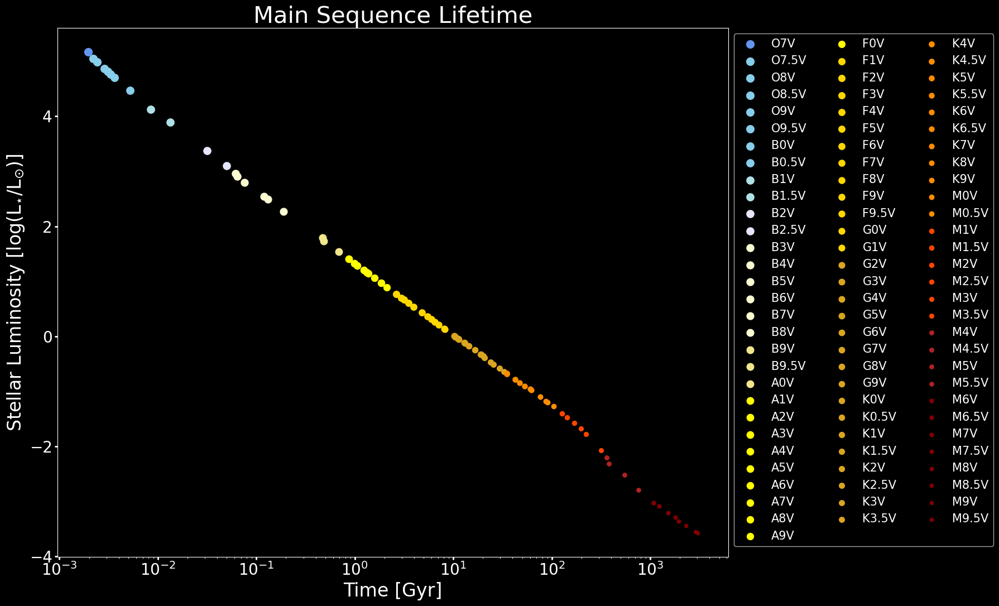 Main Sequence Lifetime
Stellar Luminosity [log(L⋆/L⊙)]
4
2
0
−2
−4
10⁻³
10⁻²
10⁻¹
10⁰
10¹
10²
10³
Time [Gyr]
O7V
O7.5V
O8V
O8.5V
O9V
O9.5V
B0V
B0.5V
B1V
B1.5V
B2V
B2.5V
B3V
B4V
B5V
B6V
B7V
B8V
B9V
B9.5V
A0V
A1V
A2V
A3V
A4V
A5V
A6V
A7V
A8V
A9V
F0V
F1V
F2V
F3V
F4V
F5V
F6V
F7V
F8V
F9V
F9.5V
G0V
G1V
G2V
G3V
G4V
G5V
G6V
G7V
G8V
G9V
K0V
K0.5V
K1V
K1.5V
K2V
K2.5V
K3V
K3.5V
K4V
K4.5V
K5V
K5.5V
K6V
K6.5V
K7V
K8V
K9V
M0V
M0.5V
M1V
M1.5V
M2V
M2.5V
M3V
M3.5V
M4V
M4.5V
M5V
M5.5V
M6V
M6.5V
M7V
M7.5V
M8V
M8.5V
M9V
M9.5V